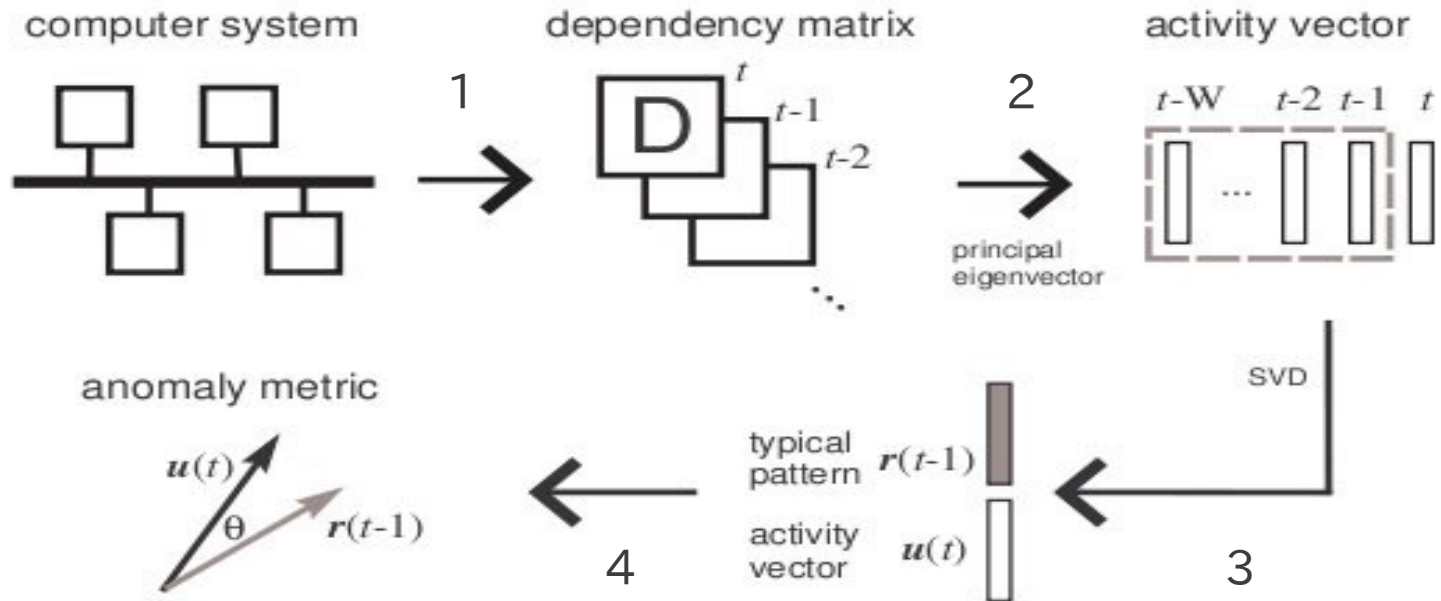 computer system
dependency matrix
activity vector
1
2
t
t-1
t-2
D
t-W
t-2
t-1
t
...
principal
eigenvector
SVD
anomaly metric
u(t)
θ
r(t-1)
typical
pattern
r(t-1)
activity
vector
u(t)
4
3